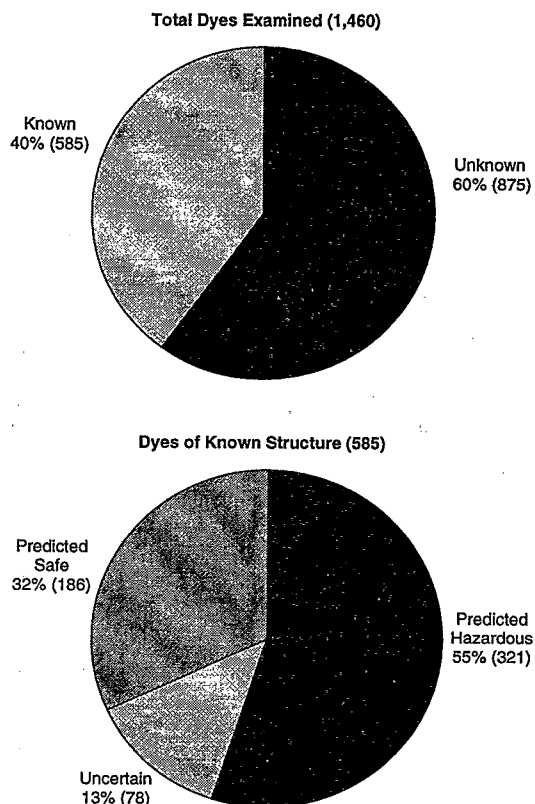 Total Dyes Examined (1,460)
Known
40% (585)
Unknown
60% (875)
Dyes of Known Structure (585)
Predicted
Safe
32% (186)
Predicted
Hazardous
55% (321)
Uncertain
13% (78)